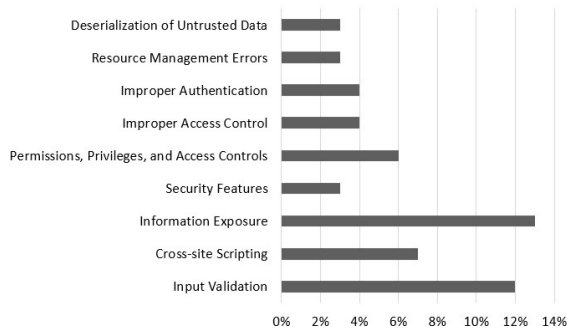 Deserialization of Untrusted Data
Resource Management Errors
Improper Authentication
Improper Access Control
Permissions, Privileges, and Access Controls
Security Features
Information Exposure
Cross-site Scripting
Input Validation
0% 2% 4% 6% 8% 10% 12% 14%